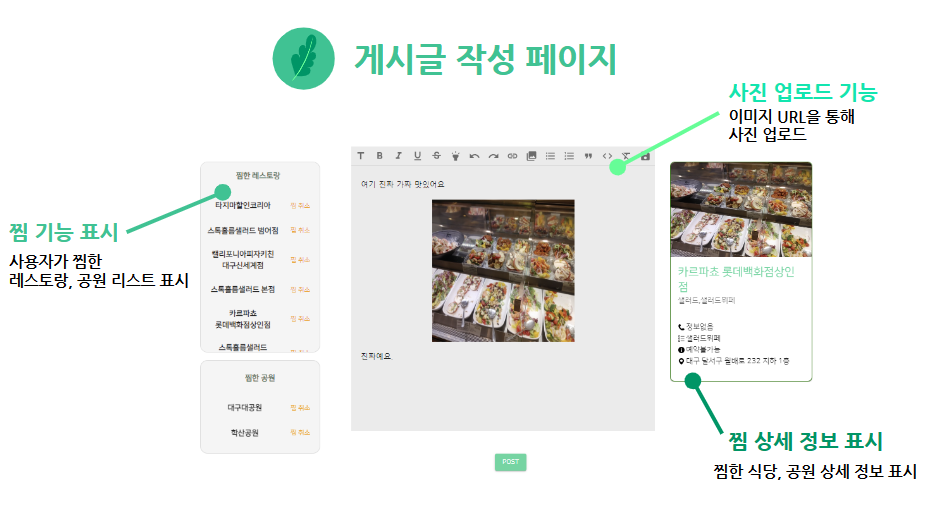 게시글 작성 페이지
사진 업로드 기능
이미지 URL을 통해
사진 업로드
찜 기능 표시
사용자가 찜한
레스토랑, 공원 리스트 표시
찜한 레스토랑
타지마할인코리아 찜 취소
스톡홀름샐러드 범어점 찜 취소
캘리포니아피자키친
대구신세계점 찜 취소
스톡홀름샐러드 본점 찜 취소
카르파쵸
롯데백화점상인점 찜 취소
스톡홀름샐러드
찜한 공원
대구대공원 찜 취소
학산공원 찜 취소
여기 진짜 가짜 맛있어요
진짜예요.
POST
카르파쵸 롯데백화점상인
점
샐러드,샐러드뷔페
정보없음
샐러드뷔페
예약불가능
대구 달서구 월배로 232 지하 1층
찜 상세 정보 표시
찜한 식당, 공원 상세 정보 표시